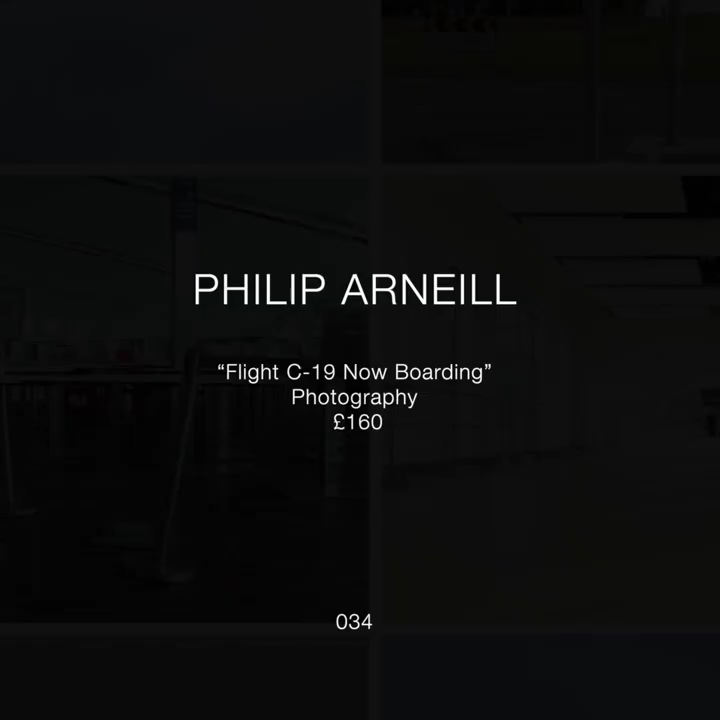 PHILIP ARNEILL
“Flight C-19 Now Boarding”
Photography
£160
034